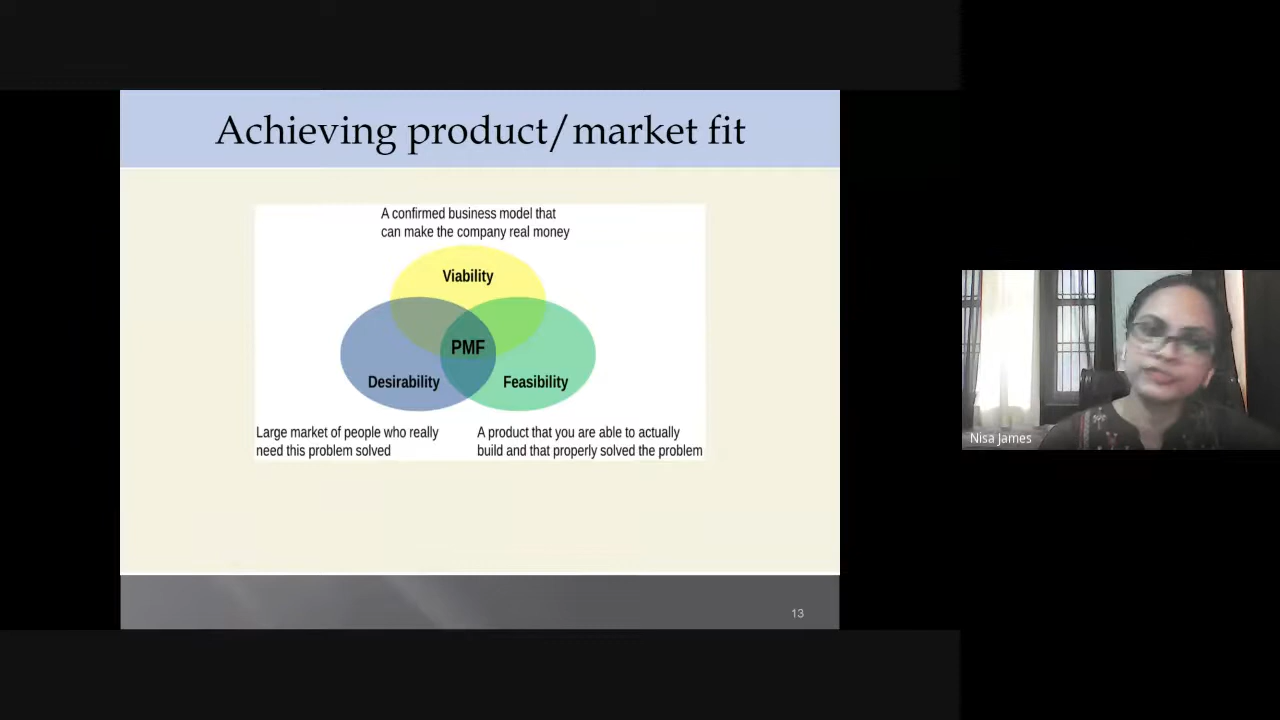 Achieving product/market fit
A confirmed business model that
can make the company real money
Viability
PMF
Desirability
Feasibility
Large market of people who really
need this problem solved
A product that you are able to actually
build and that properly solved the problem
13
Nisa James